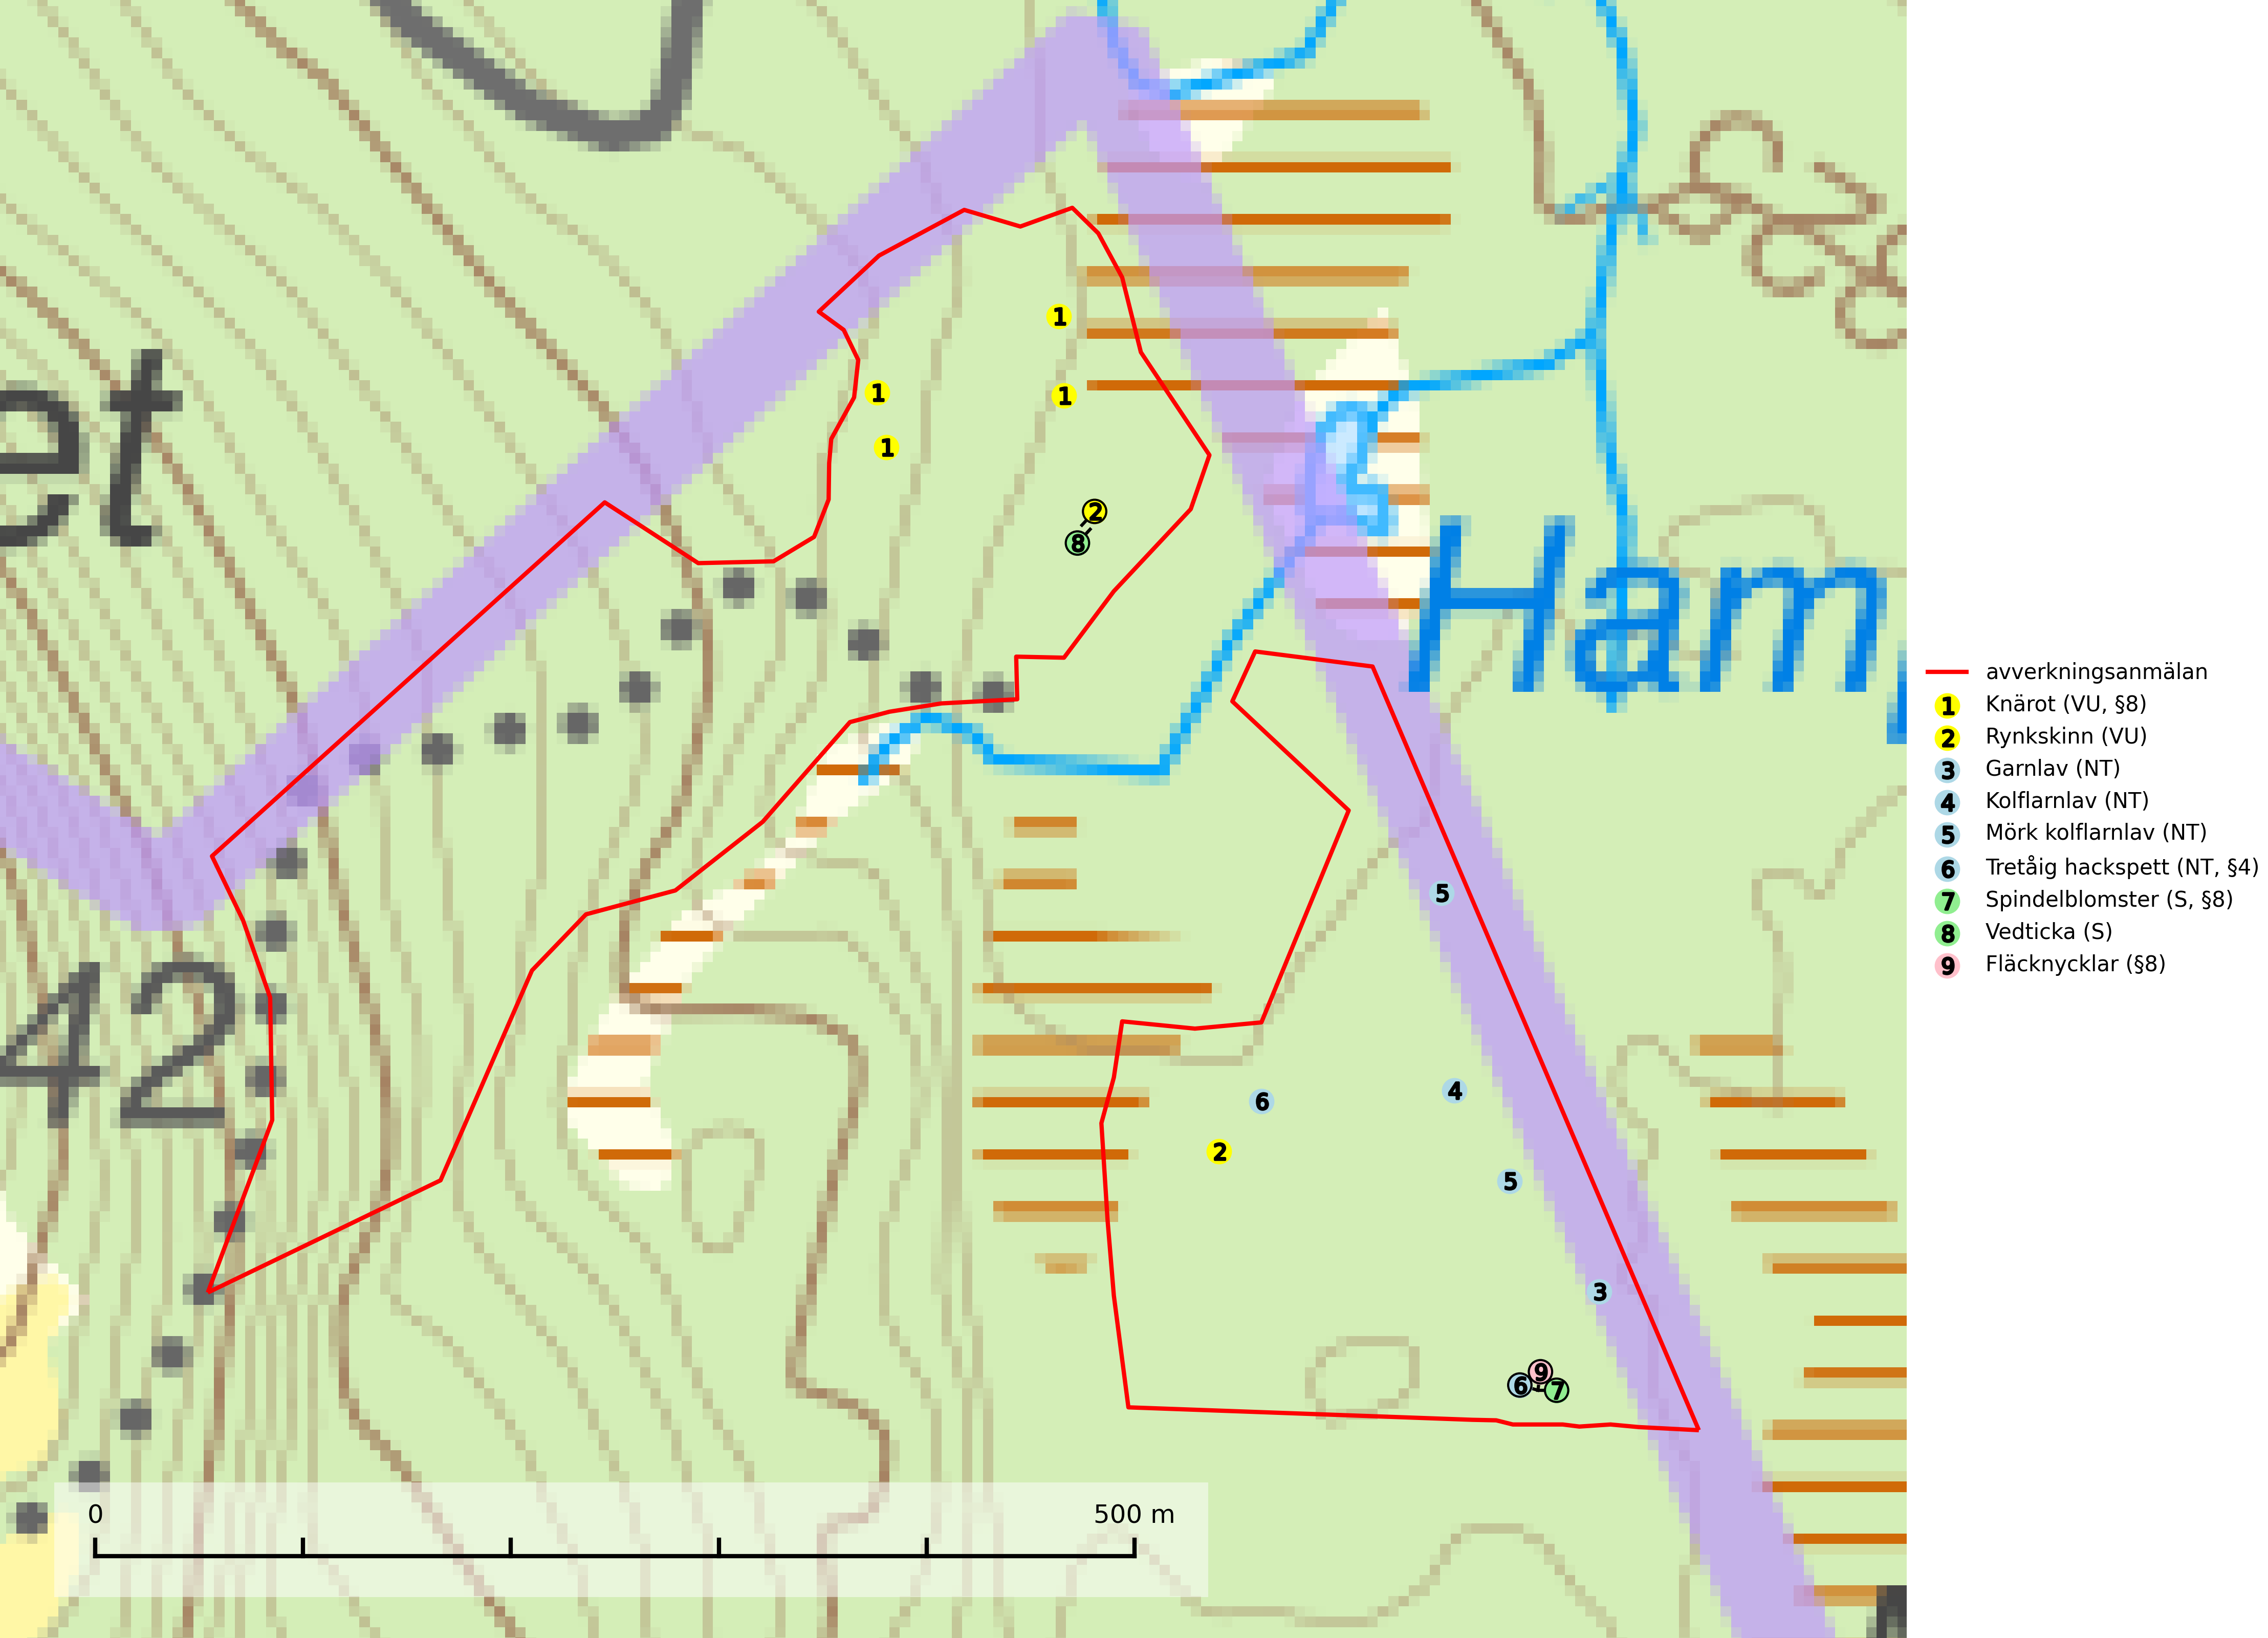 et
1
1
1
1
2
8
Ham
5
42
6
4
2
5
3
9
6
7
0
500 m
avverkningsanmälan
1 Knärot (VU, §8)
2 Rynkskinn (VU)
3 Garnlav (NT)
4 Kolflarnlav (NT)
5 Mörk kolflarnlav (NT)
6 Tretåig hackspett (NT, §4)
7 Spindelblomster (S, §8)
8 Vedticka (S)
9 Fläcknycklar (§8)